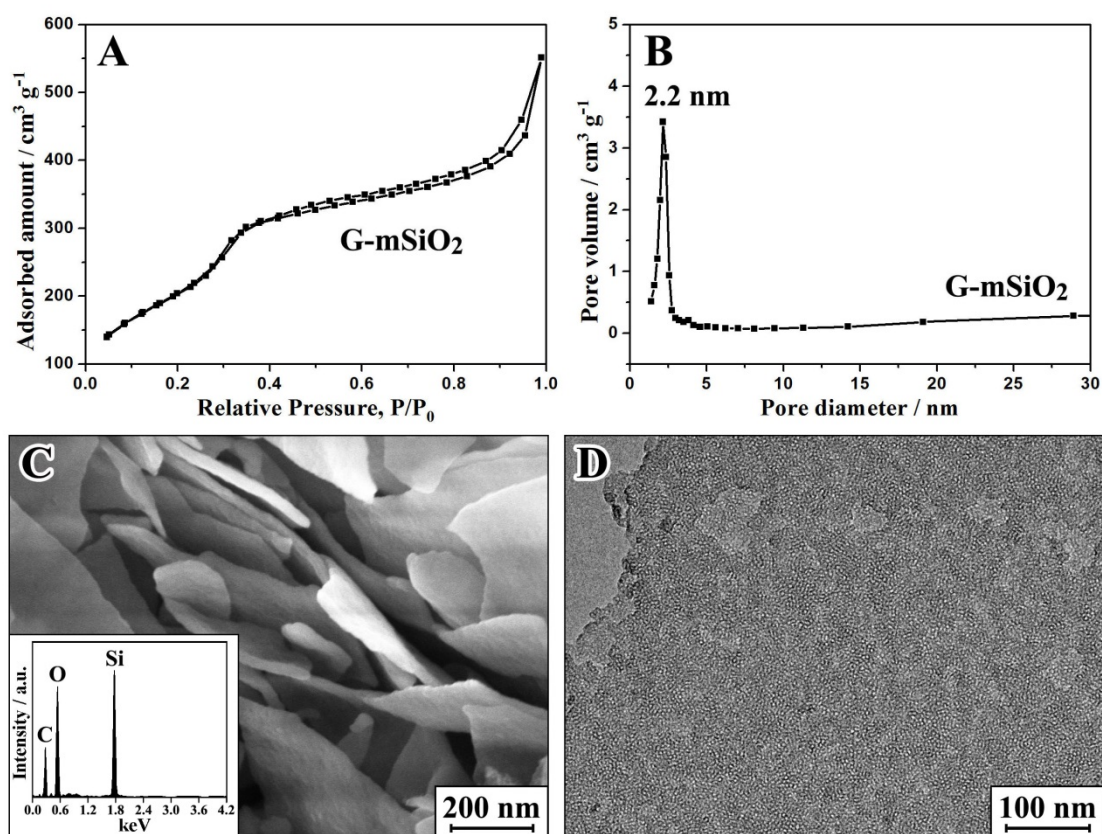 A
600
500
400
300
200
100
0.0 0.2 0.4 0.6 0.8 1.0
Adsorbed amount / cm³ g⁻¹
Relative Pressure, P/P₀
G-mSiO₂
B
2.2 nm
5
4
3
2
1
0
0 5 10 15 20 25 30
Pore volume / cm³ g⁻¹
Pore diameter / nm
G-mSiO₂
C
Intensity / a.u.
C
O
Si
0.0 0.6 1.2 1.8 2.4 3.0 3.6 4.2
keV
200 nm
D
100 nm